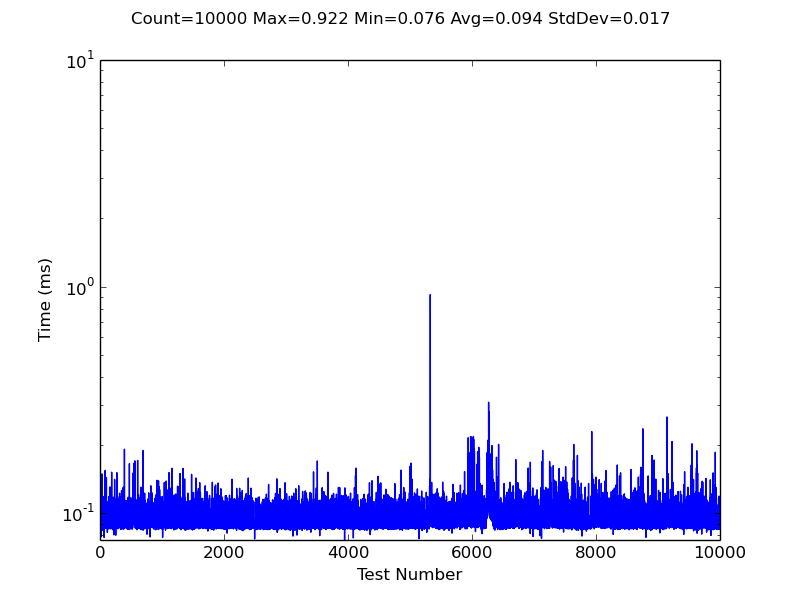 Count=10000 Max=0.922 Min=0.076 Avg=0.094 StdDev=0.017
10^1
10^0
10^-1
Time (ms)
0 2000 4000 6000 8000 10000
Test Number